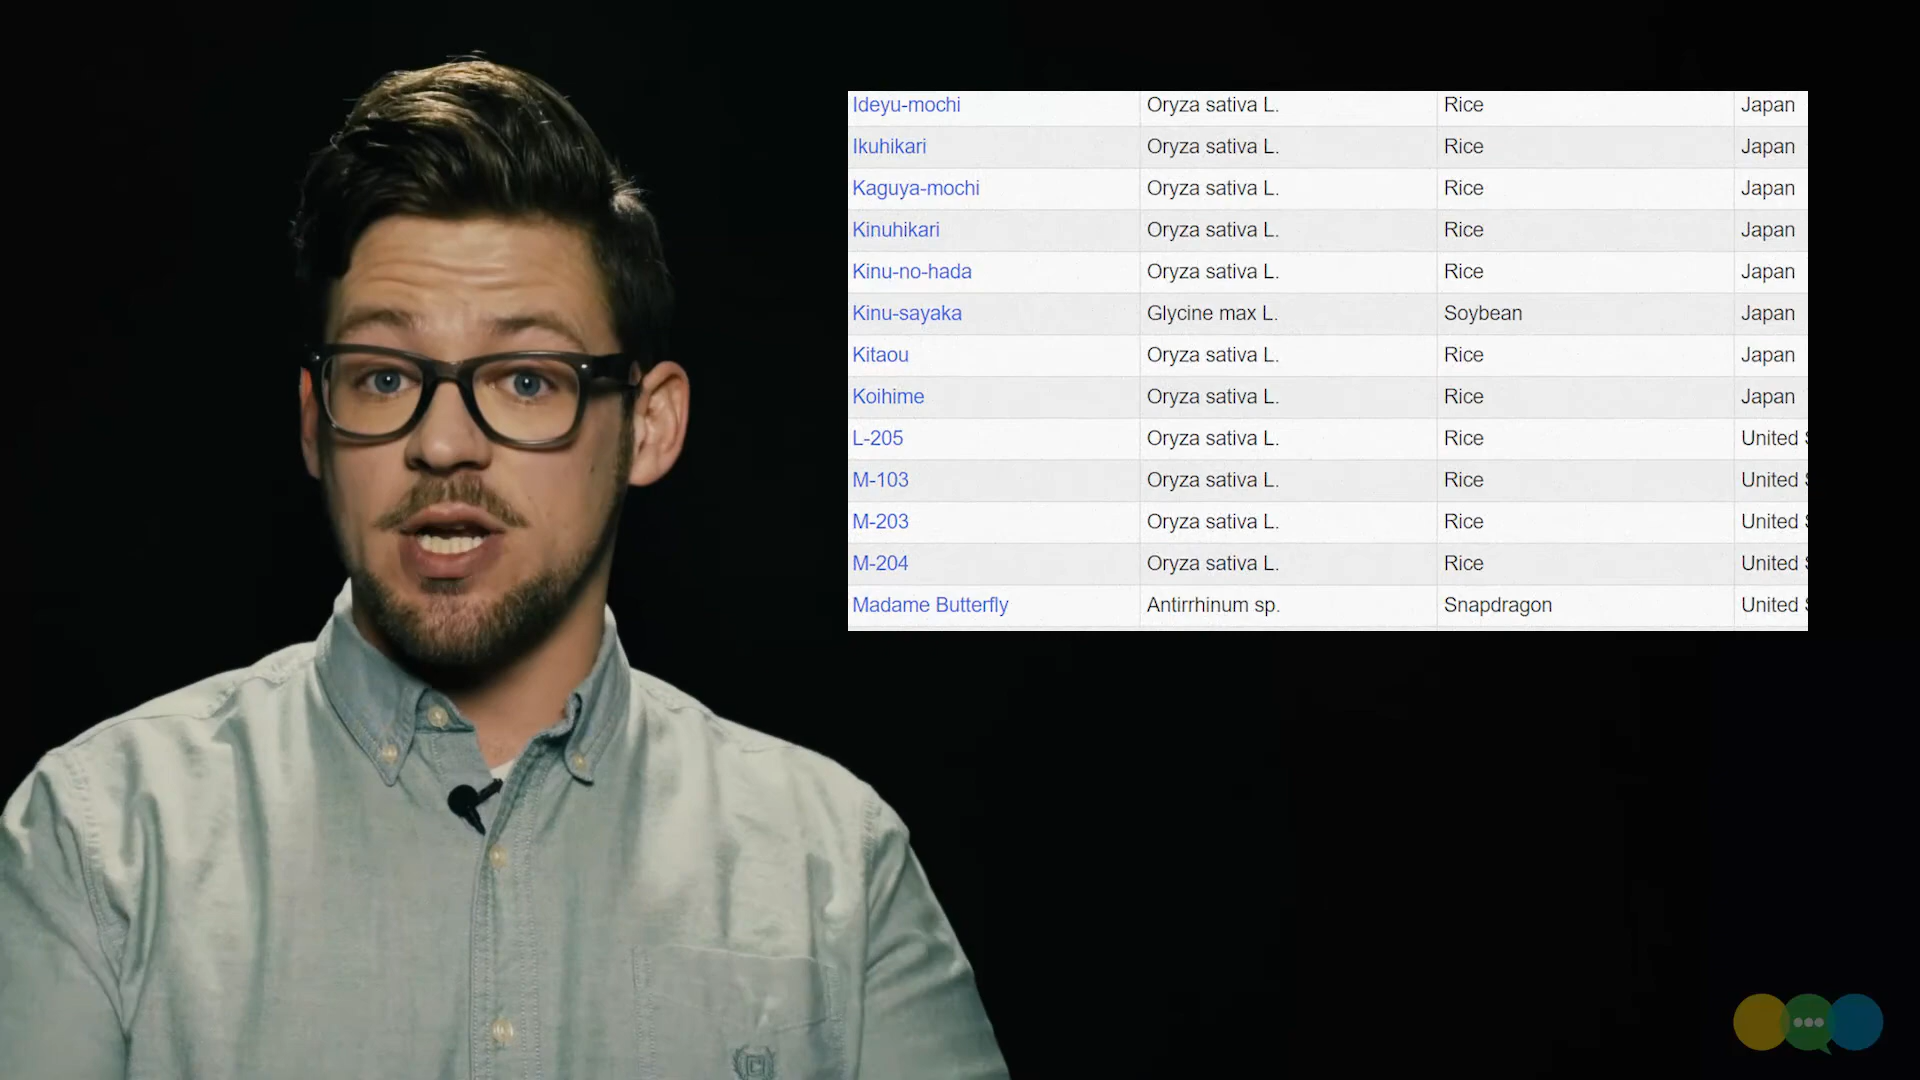 Ideyu-mochi Oryza sativa L. Rice Japan
Ikuhikari Oryza sativa L. Rice Japan
Kaguya-mochi Oryza sativa L. Rice Japan
Kinuhikari Oryza sativa L. Rice Japan
Kinu-no-hada Oryza sativa L. Rice Japan
Kinu-sayaka Glycine max L. Soybean Japan
Kitaou Oryza sativa L. Rice Japan
Koihime Oryza sativa L. Rice Japan
L-205 Oryza sativa L. Rice United
M-103 Oryza sativa L. Rice United
M-203 Oryza sativa L. Rice United
M-204 Oryza sativa L. Rice United
Madame Butterfly Antirrhinum sp. Snapdragon United